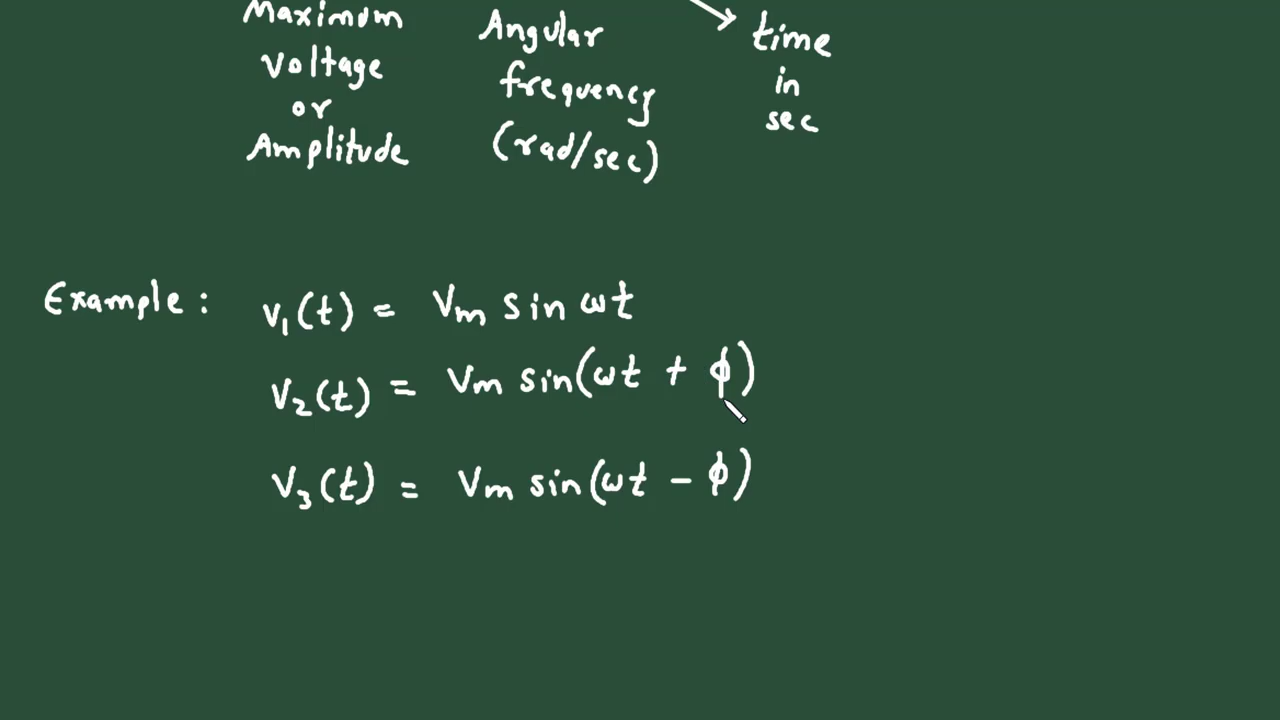 Maximum
voltage
or
Amplitude
Angular
frequency
(rad/sec)
time
in
sec
Example: v₁(t) = Vm sin ωt
V₂(t) = Vm sin(ωt + ϕ)
V₃(t) = Vm sin(ωt - ϕ)